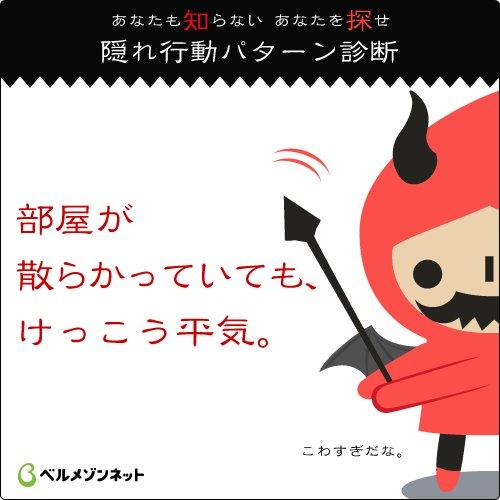 あなたも知らない あなたを探せ
隠れ行動パターン診断
部屋が
散らかっていても、
けっこう平気。
こわすぎだな。
ベルメゾンネット